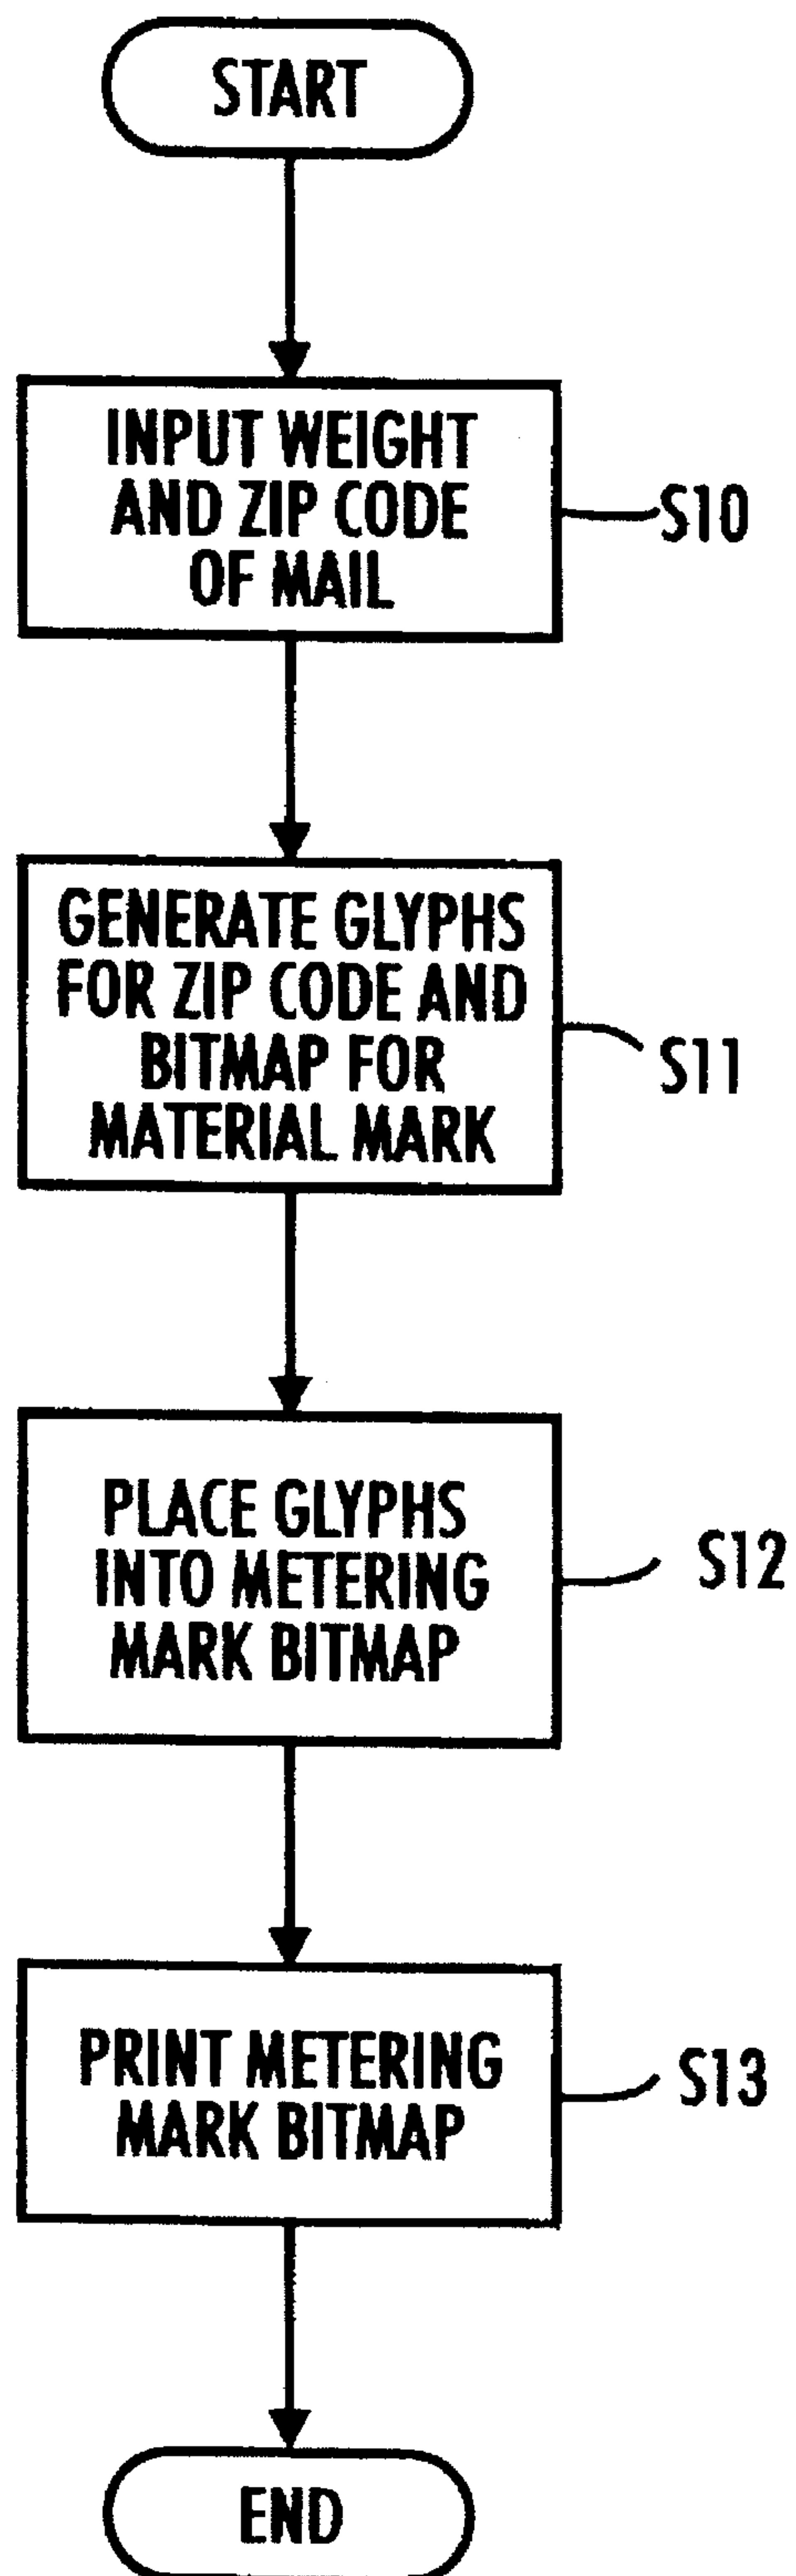 START
INPUT WEIGHT
AND ZIP CODE
OF MAIL
S10
GENERATE GLYPHS
FOR ZIP CODE AND
BITMAP FOR
MATERIAL MARK
S11
PLACE GLYPHS
INTO METERING
MARK BITMAP
S12
PRINT METERING
MARK BITMAP
S13
END